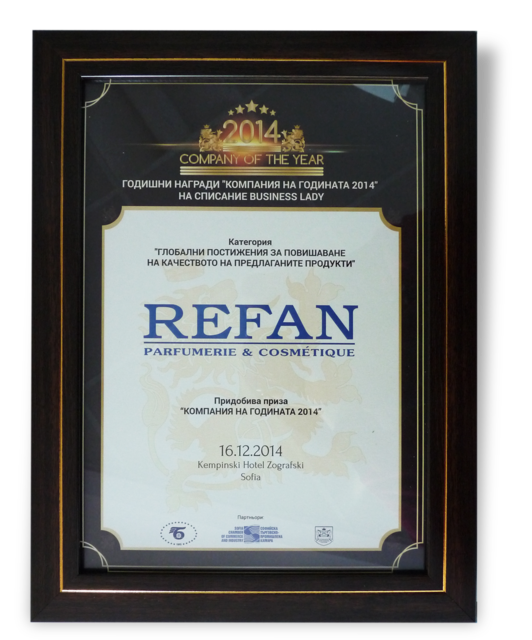 2014
COMPANY OF THE YEAR
ГОДИШНИ НАГРАДИ "КОМПАНИЯ НА ГОДИНАТА 2014"
НА СПИСАНИЕ BUSINESS LADY
Категория
"ГЛОБАЛНИ ПОСТИЖЕНИЯ ЗА ПОВИШАВАНЕ
НА КАЧЕСТВОТО НА ПРЕДЛАГАНИТЕ ПРОДУКТИ"
REFAN
PARFUMERIE & COSMÉTIQUE
Придобива приза
"КОМПАНИЯ НА ГОДИНАТА 2014"
16.12.2014
Kempinski Hotel Zografski
Sofia
Партньори: